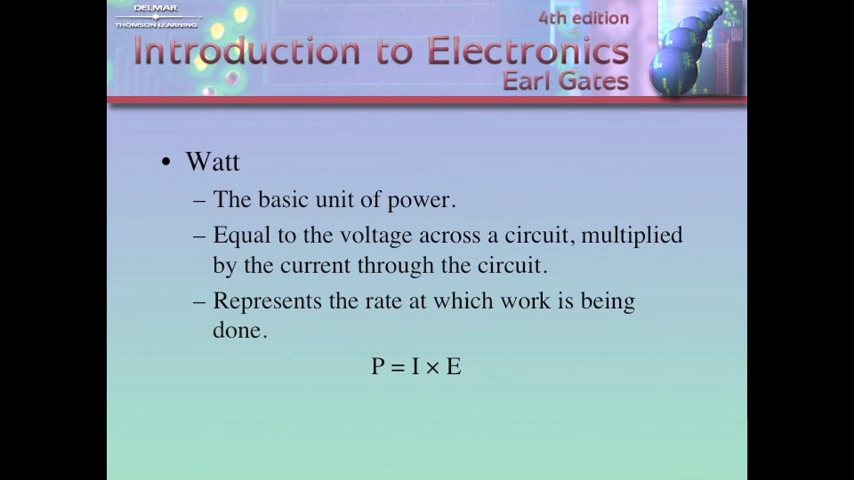 DELMAR
THOMSON LEARNING
4th edition
Introduction to Electronics
Earl Gates
• Watt
– The basic unit of power.
– Equal to the voltage across a circuit, multiplied
by the current through the circuit.
– Represents the rate at which work is being
done.
P = I × E